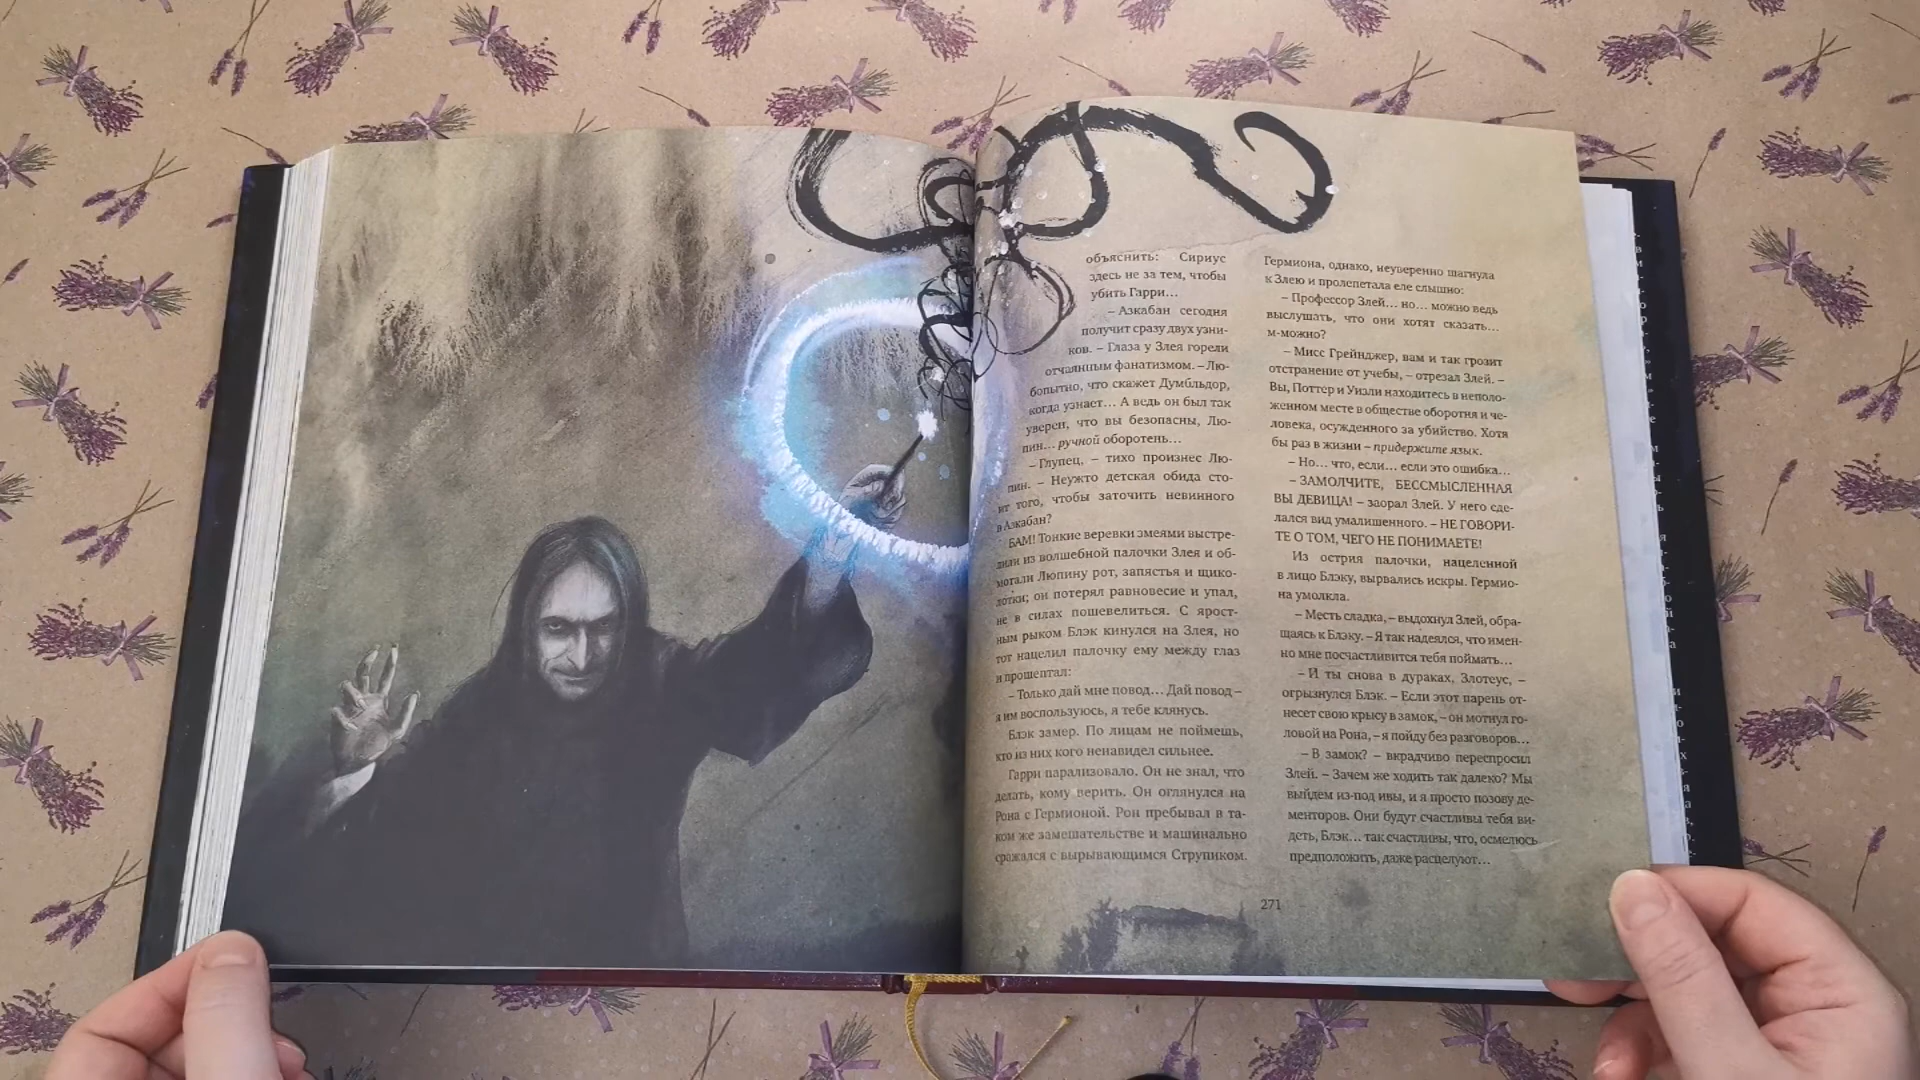 объяснить: Сириус
здесь не за тем, чтобы
убить Гарри…
– Азкабан сегодня
получит сразу двух узни-
ков. – Глаза у Злея горели
отчаянным фанатизмом. – Лю-
бопытно, что скажет Думбльдор,
когда узнает… А ведь он был так
уверен, что вы безопасны, Лю-
пин… ручной оборотень…
– Глупец, – тихо произнес Лю-
пин. – Неужто детская обида сто-
ит того, чтобы заточить невинного
в Азкабан?
БАМ! Тонкие веревки змеями выстре-
лили из волшебной палочки Злея и об-
мотали Люпину рот, запястья и щико-
лотки; он потерял равновесие и упал,
не в силах пошевелиться. С ярост-
ным рыком Блэк кинулся на Злея, но
тот нацелил палочку ему между глаз
и прошептал:
– Только дай мне повод… Дай повод –
я им воспользуюсь, я тебе клянусь.
Блэк замер. По лицам не поймешь,
кто из них кого ненавидел сильнее.
Гарри парализовало. Он не знал, что
делать, кому верить. Он оглянулся на
Рона с Гермионой. Рон пребывал в та-
ком же замешательстве и машинально
сражался с вырывающимся Струпиком.
Гермиона, однако, неуверенно шагнула
к Злею и пролепетала еле слышно:
– Профессор Злей… но… можно ведь
выслушать, что они хотят сказать…
м-можно?
– Мисс Грейнджер, вам и так грозит
отстранение от учебы, – отрезал Злей. –
Вы, Поттер и Уизли находитесь в неполо-
женном месте в обществе оборотня и че-
ловека, осужденного за убийство. Хотя
бы раз в жизни – придержите язык.
– Но… что, если… если это ошибка…
– ЗАМОЛЧИТЕ, БЕССМЫСЛЕННАЯ
ВЫ ДЕВИЦА! – заорал Злей. У него сде-
лался вид умалишенного. – НЕ ГОВОРИ-
ТЕ О ТОМ, ЧЕГО НЕ ПОНИМАЕТЕ!
Из острия палочки, нацеленной
в лицо Блэку, вырвались искры. Гермио-
на умолкла.
– Месть сладка, – выдохнул Злей, обра-
щаясь к Блэку. – Я так надеялся, что имен-
но мне посчастливится тебя поймать…
– И ты снова в дураках, Злотеус, –
огрызнулся Блэк. – Если этот парень от-
несет свою крысу в замок, – он мотнул го-
ловой на Рона, – я пойду без разговоров…
– В замок? – вкрадчиво переспросил
Злей. – Зачем же ходить так далеко? Мы
выйдем из-под ивы, и я просто позову де-
менторов. Они будут счастливы тебя ви-
деть, Блэк… так счастливы, что, осмелюсь
предположить, даже расцелуют…
271